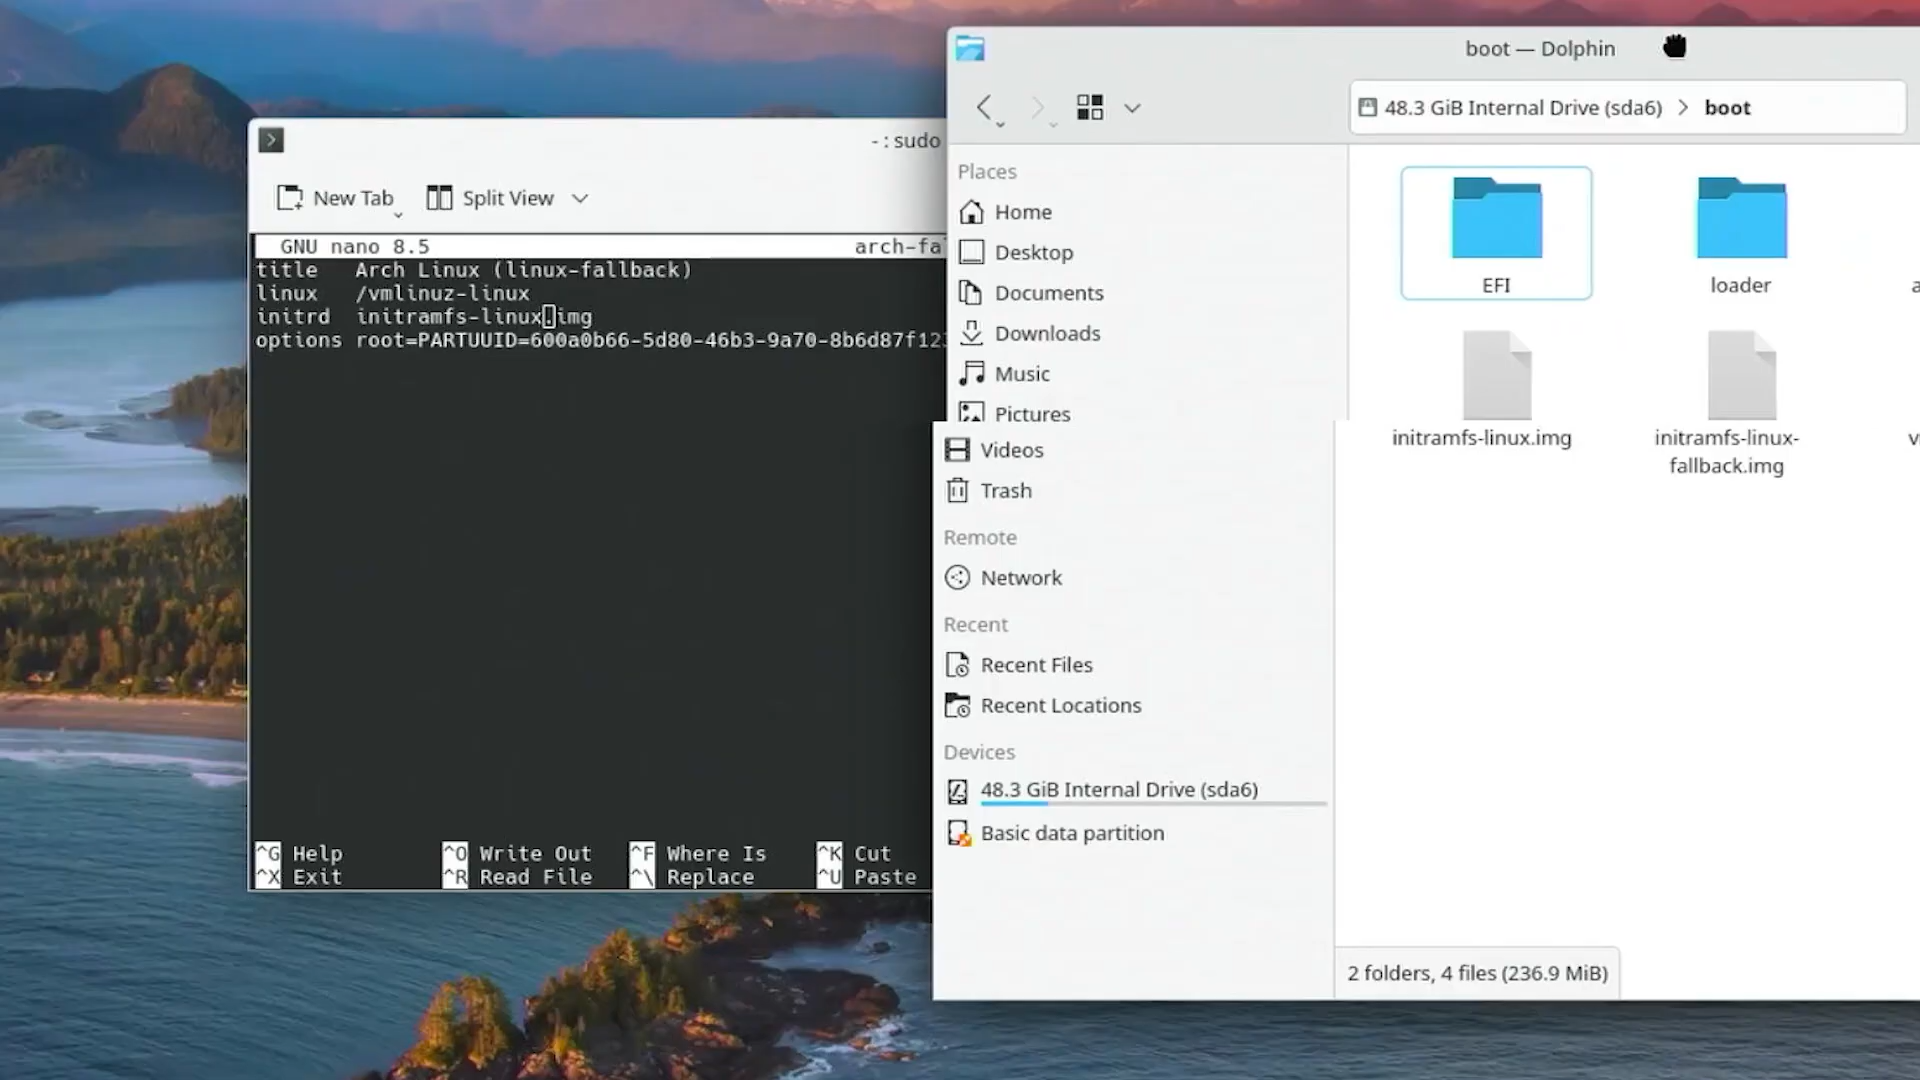 -:sudo
New Tab
Split View
GNU nano 8.5
title Arch Linux (linux-fallback)
linux /vmlinuz-linux
initrd initramfs-linux.img
options root=PARTUUID=600a0b66-5d80-46b3-9a70-8b6d87f12
^G Help ^O Write Out ^F Where Is ^K Cut
^X Exit ^R Read File ^\ Replace ^U Paste
boot — Dolphin
48.3 GiB Internal Drive (sda6) > boot
Places
Home
Desktop
Documents
Downloads
Music
Pictures
Videos
Trash
Remote
Network
Recent
Recent Files
Recent Locations
Devices
48.3 GiB Internal Drive (sda6)
Basic data partition
EFI
loader
initramfs-linux.img
initramfs-linux-
fallback.img
2 folders, 4 files (236.9 MiB)